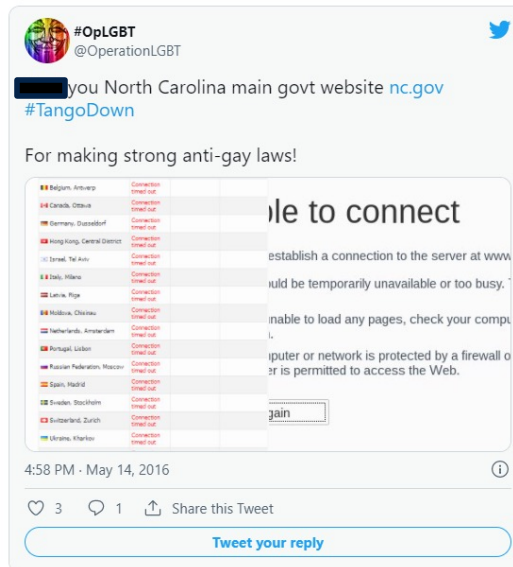 #OpLGBT
@OperationLGBT
you North Carolina main govt website nc.gov
#TangoDown
For making strong anti-gay laws!
Belgium, Antwerp Connection timed out
Canada, Ottawa Connection timed out
Germany, Dusseldorf Connection timed out
Hong Kong, Central District Connection timed out
Israel, Tel Aviv Connection timed out
Italy, Milano Connection timed out
Latvia, Riga Connection timed out
Moldova, Chisinau Connection timed out
Netherlands, Amsterdam Connection timed out
Portugal, Lisbon Connection timed out
Russian Federation, Moscow Connection timed out
Spain, Madrid Connection timed out
Sweden, Stockholm Connection timed out
Switzerland, Zurich Connection timed out
Ukraine, Kharkov Connection timed out
le to connect
establish a connection to the server at www
uld be temporarily unavailable or too busy.
nable to load any pages, check your compu
puter or network is protected by a firewall o
er is permitted to access the Web.
gain
4:58 PM · May 14, 2016
3 1 Share this Tweet
Tweet your reply